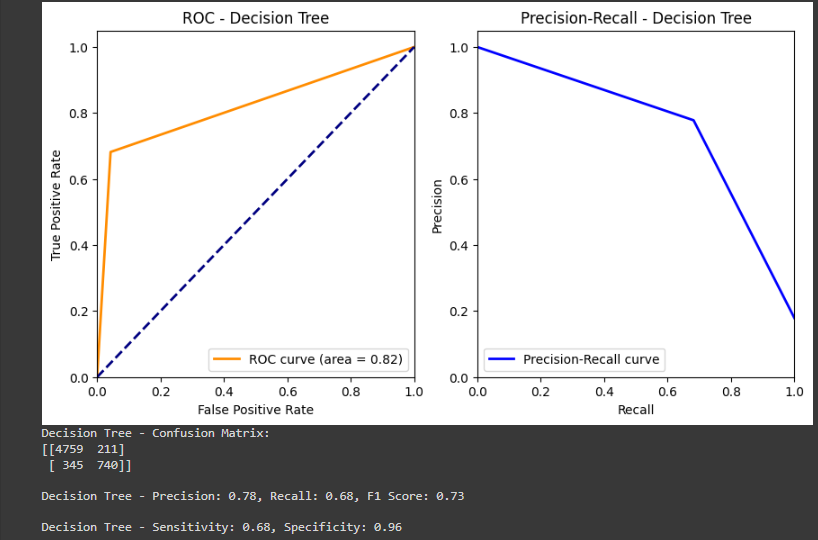 ROC - Decision Tree
1.0
0.8
0.6
0.4
0.2
0.0
True Positive Rate
ROC curve (area = 0.82)
0.0 0.2 0.4 0.6 0.8 1.0
False Positive Rate
Precision-Recall - Decision Tree
1.0
0.8
0.6
0.4
0.2
0.0
Precision
Precision-Recall curve
0.0 0.2 0.4 0.6 0.8 1.0
Recall
Decision Tree - Confusion Matrix:
[[4759 211]
[ 345 740]]
Decision Tree - Precision: 0.78, Recall: 0.68, F1 Score: 0.73
Decision Tree - Sensitivity: 0.68, Specificity: 0.96